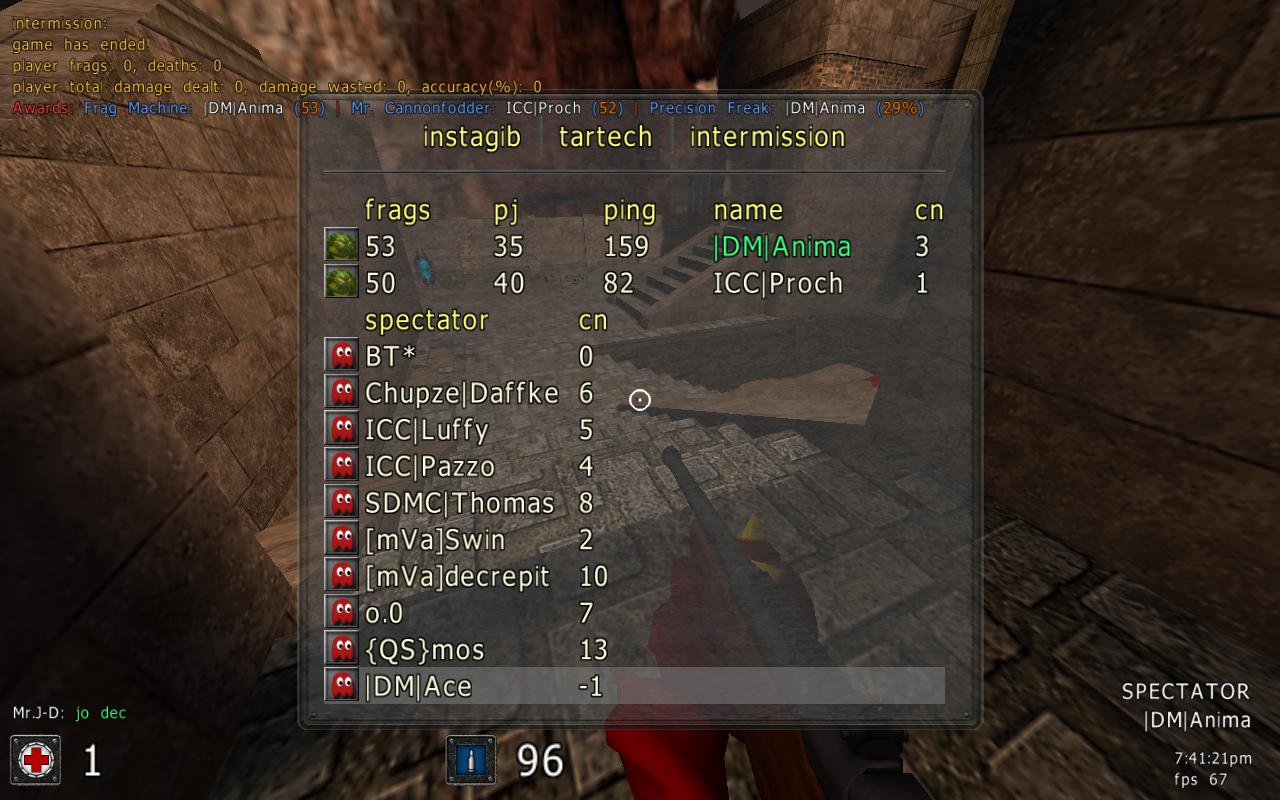 intermission:
game has ended!
player frags: 0, deaths: 0
player total damage dealt: 0, damage wasted: 0, accuracy(%): 0
Awards: Frag Machine: |DM|Anima (53) | Mr. Cannonfodder: ICC|Proch (52) | Precision Freak: |DM|Anima (29%)
instagib tartech intermission
frags pj ping name cn
53 35 159 |DM|Anima 3
50 40 82 ICC|Proch 1
spectator cn
BT* 0
Chupze|Daffke 6
ICC|Luffy 5
ICC|Pazzo 4
SDMC|Thomas 8
[mVa]Swin 2
[mVa]decrepit 10
o.0 7
{QS}mos 13
|DM|Ace -1
Mr.J-D: jo dec
1
96
SPECTATOR
|DM|Anima
7:41:21pm
fps 67